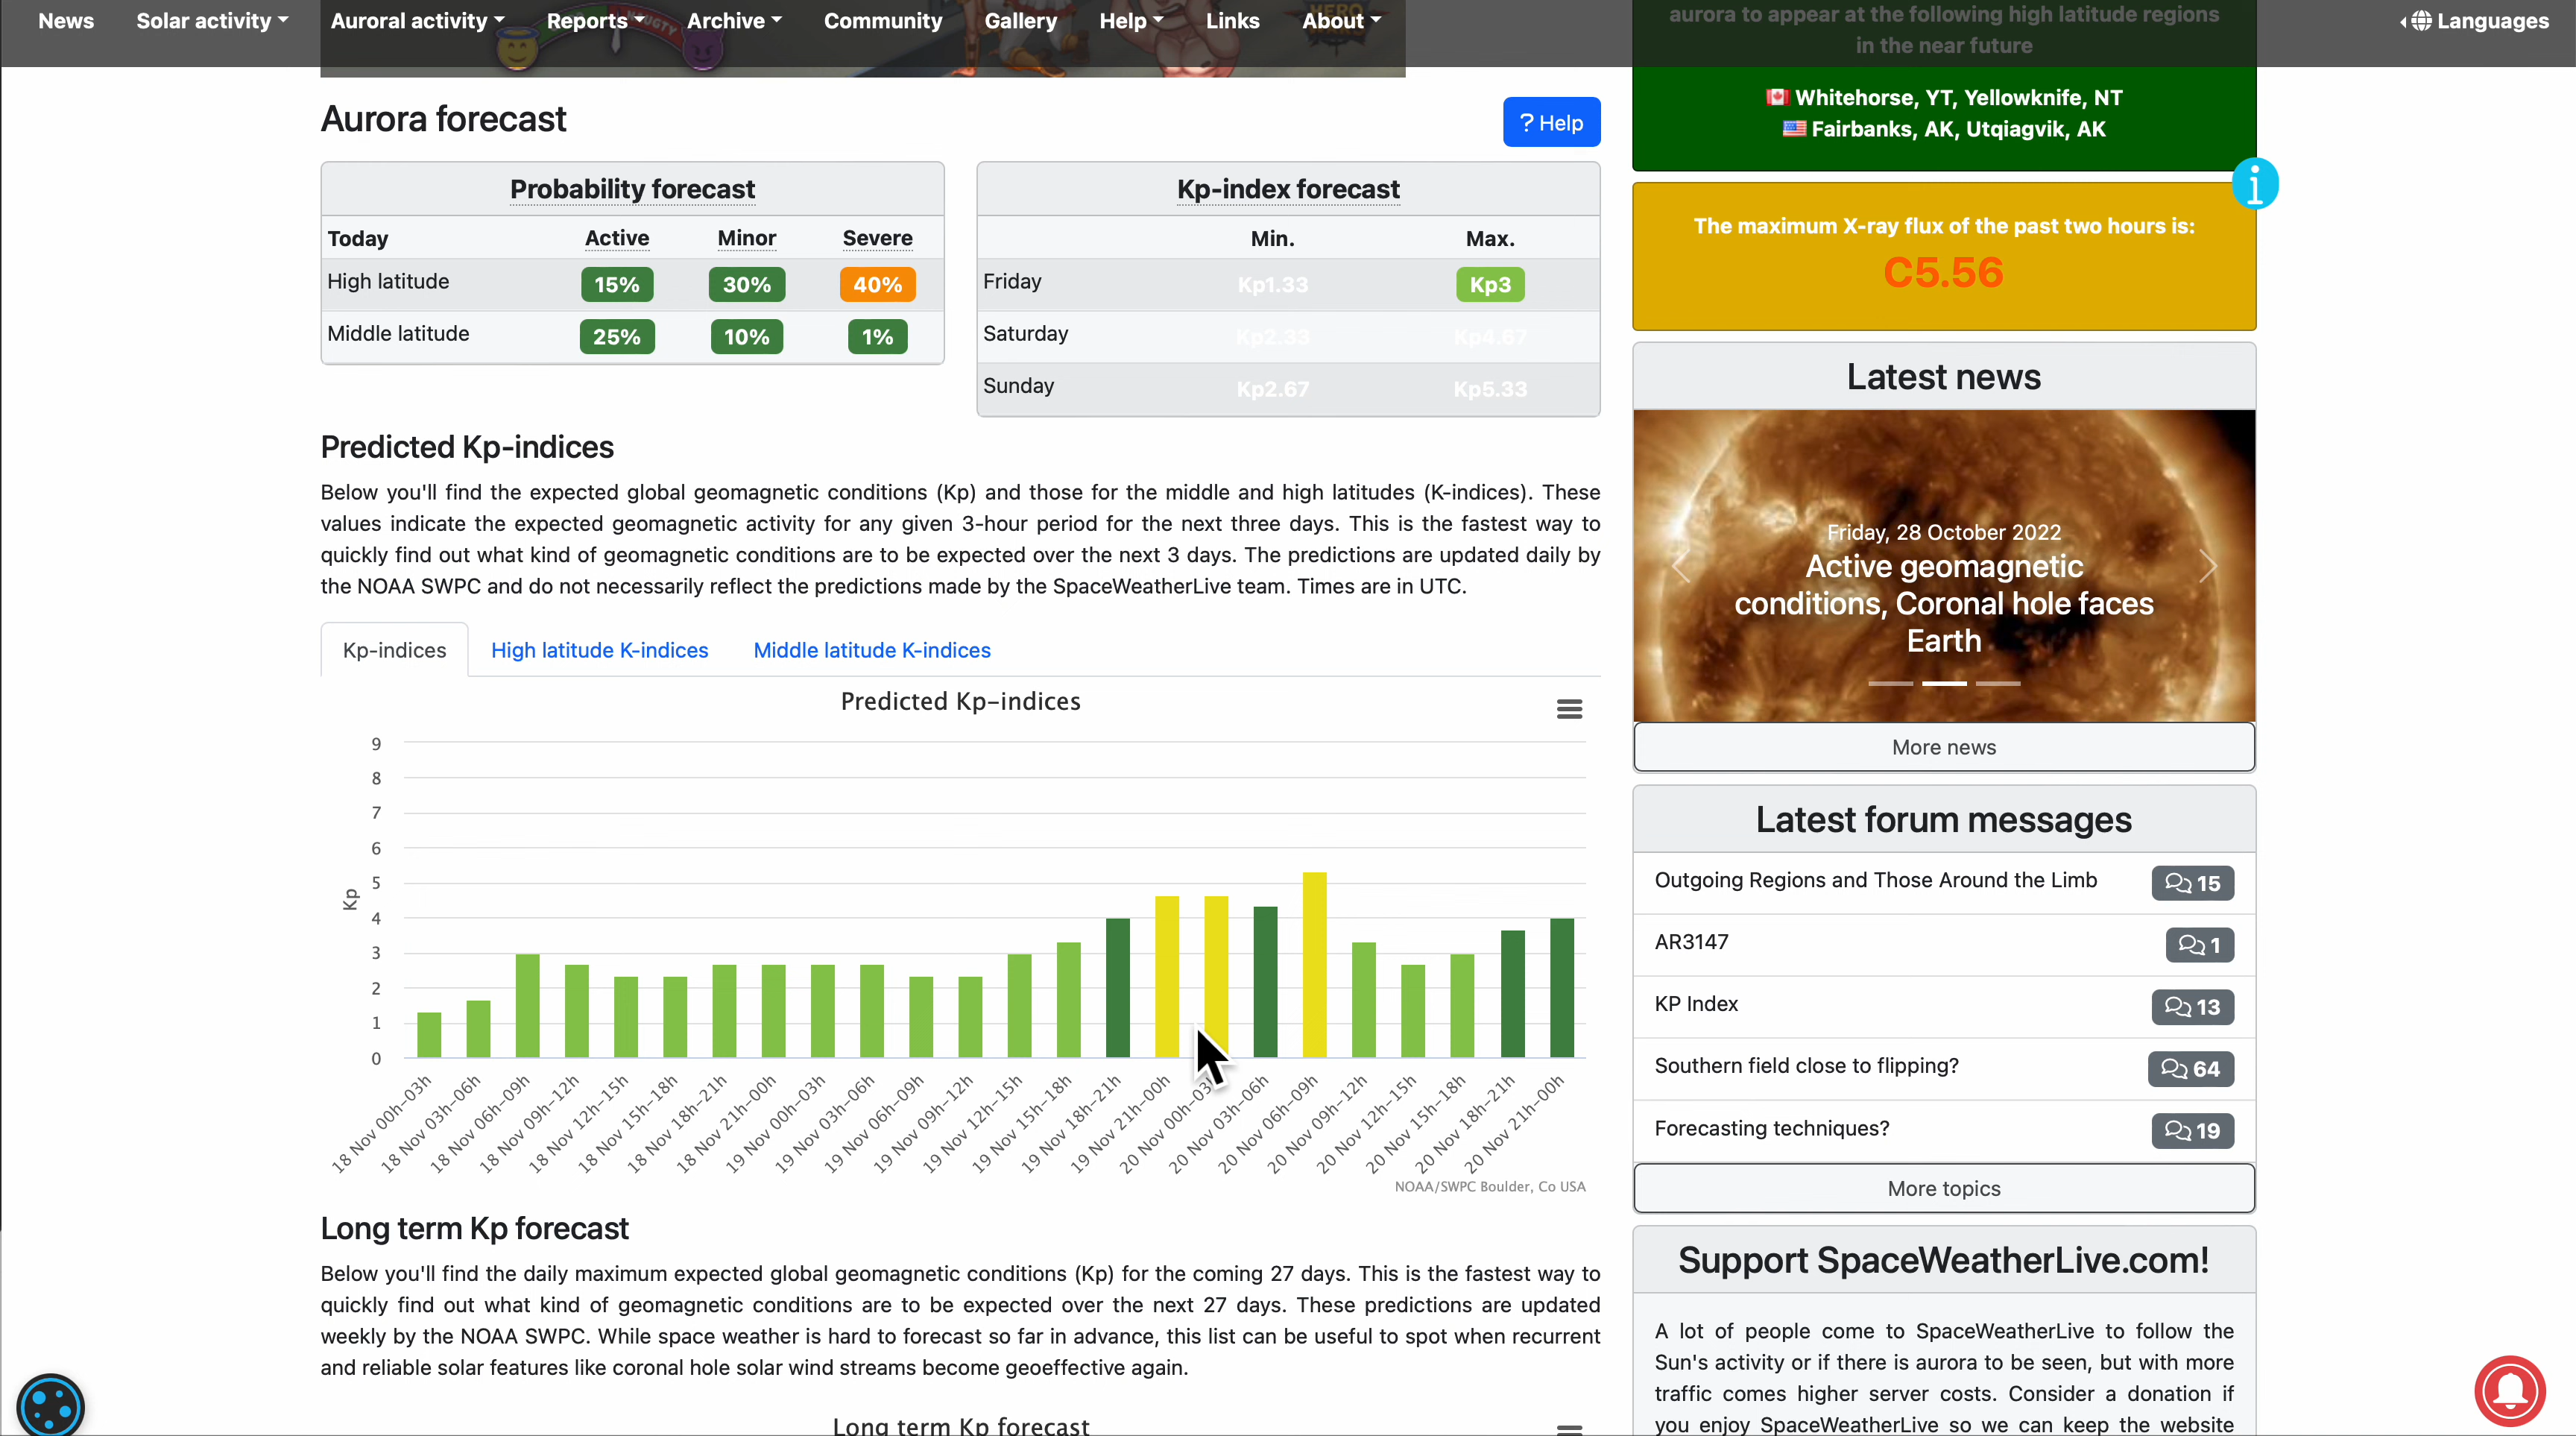 News Solar activity Auroral activity Reports Archive Community Gallery Help Links About Languages
aurora to appear at the following high latitude regions
in the near future
Whitehorse, YT, Yellowknife, NT
Fairbanks, AK, Utqiagvik, AK
Aurora forecast
? Help
Probability forecast
Today Active Minor Severe
High latitude 15% 30% 40%
Middle latitude 25% 10% 1%
Kp-index forecast
Min. Max.
Friday Kp1.33 Kp3
Saturday Kp2.33 Kp4.67
Sunday Kp2.67 Kp5.33
Predicted Kp-indices
Below you'll find the expected global geomagnetic conditions (Kp) and those for the middle and high latitudes (K-indices). These
values indicate the expected geomagnetic activity for any given 3-hour period for the next three days. This is the fastest way to
quickly find out what kind of geomagnetic conditions are to be expected over the next 3 days. The predictions are updated daily by
the NOAA SWPC and do not necessarily reflect the predictions made by the SpaceWeatherLive team. Times are in UTC.
Kp-indices High latitude K-indices Middle latitude K-indices
Predicted Kp-indices
9
8
7
6
5
4
3
2
1
0
Kp
18 Nov 00h-03h
18 Nov 03h-06h
18 Nov 06h-09h
18 Nov 09h-12h
18 Nov 12h-15h
18 Nov 15h-18h
18 Nov 18h-21h
18 Nov 21h-00h
19 Nov 00h-03h
19 Nov 03h-06h
19 Nov 06h-09h
19 Nov 09h-12h
19 Nov 12h-15h
19 Nov 15h-18h
19 Nov 18h-21h
19 Nov 21h-00h
20 Nov 00h-03h
20 Nov 03h-06h
20 Nov 06h-09h
20 Nov 09h-12h
20 Nov 12h-15h
20 Nov 15h-18h
20 Nov 18h-21h
20 Nov 21h-00h
NOAA/SWPC Boulder, Co USA
Long term Kp forecast
Below you'll find the daily maximum expected global geomagnetic conditions (Kp) for the coming 27 days. This is the fastest way to
quickly find out what kind of geomagnetic conditions are to be expected over the next 27 days. These predictions are updated
weekly by the NOAA SWPC. While space weather is hard to forecast so far in advance, this list can be useful to spot when recurrent
and reliable solar features like coronal hole solar wind streams become geoeffective again.
Long term Kp forecast
i
The maximum X-ray flux of the past two hours is:
C5.56
Latest news
Friday, 28 October 2022
Active geomagnetic
conditions, Coronal hole faces
Earth
More news
Latest forum messages
Outgoing Regions and Those Around the Limb 15
AR3147 1
KP Index 13
Southern field close to flipping? 64
Forecasting techniques? 19
More topics
Support SpaceWeatherLive.com!
A lot of people come to SpaceWeatherLive to follow the
Sun's activity or if there is aurora to be seen, but with more
traffic comes higher server costs. Consider a donation if
you enjoy SpaceWeatherLive so we can keep the website